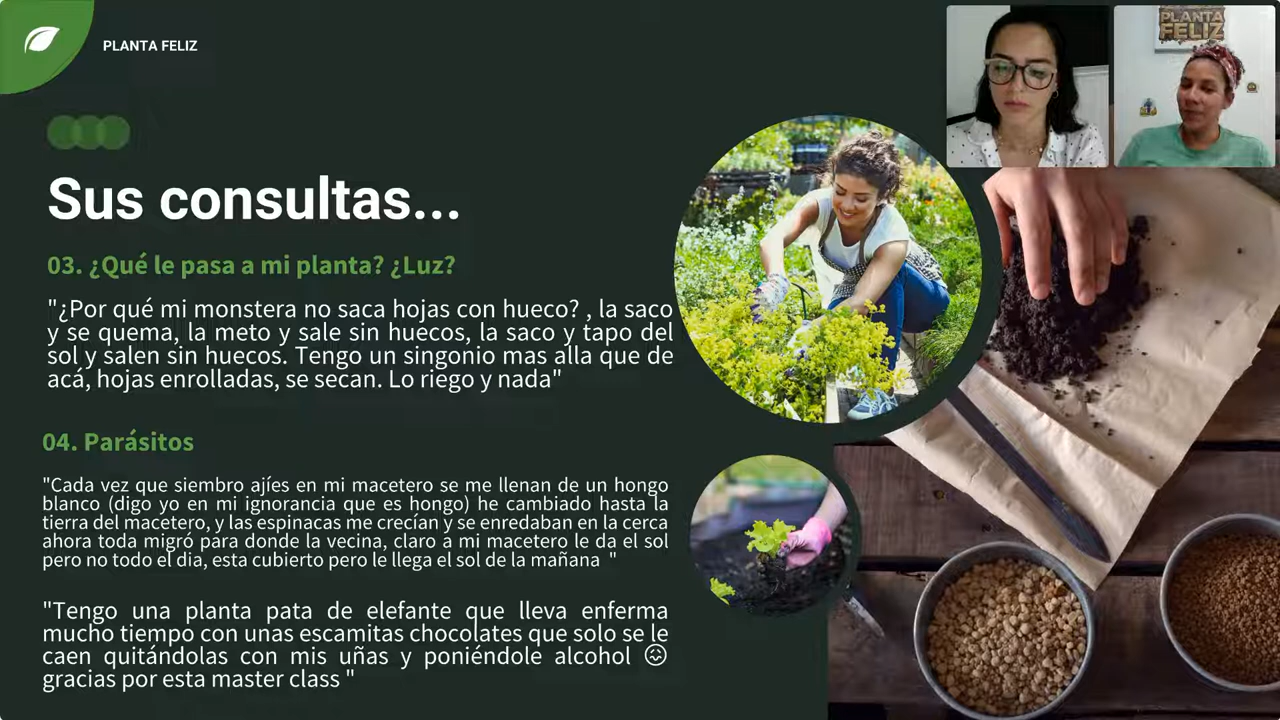 PLANTA FELIZ
PLANTA
FELIZ
Sus consultas...
03. ¿Qué le pasa a mi planta? ¿Luz?
"¿Por qué mi monstera no saca hojas con hueco? , la saco
y se quema, la meto y sale sin huecos, la saco y tapo del
sol y salen sin huecos. Tengo un singonio mas alla que de
acá, hojas enrolladas, se secan. Lo riego y nada"
04. Parásitos
"Cada vez que siembro ajíes en mi macetero se me llenan de un hongo
blanco (digo yo en mi ignorancia que es hongo) he cambiado hasta la
tierra del macetero, y las espinacas me crecían y se enredaban en la cerca
ahora toda migró para donde la vecina, claro a mi macetero le da el sol
pero no todo el dia, esta cubierto pero le llega el sol de la mañana  "
"Tengo una planta pata de elefante que lleva enferma
mucho tiempo con unas escamitas chocolates que solo se le
caen quitándolas con mis uñas y poniéndole alcohol 😖
gracias por esta master class "